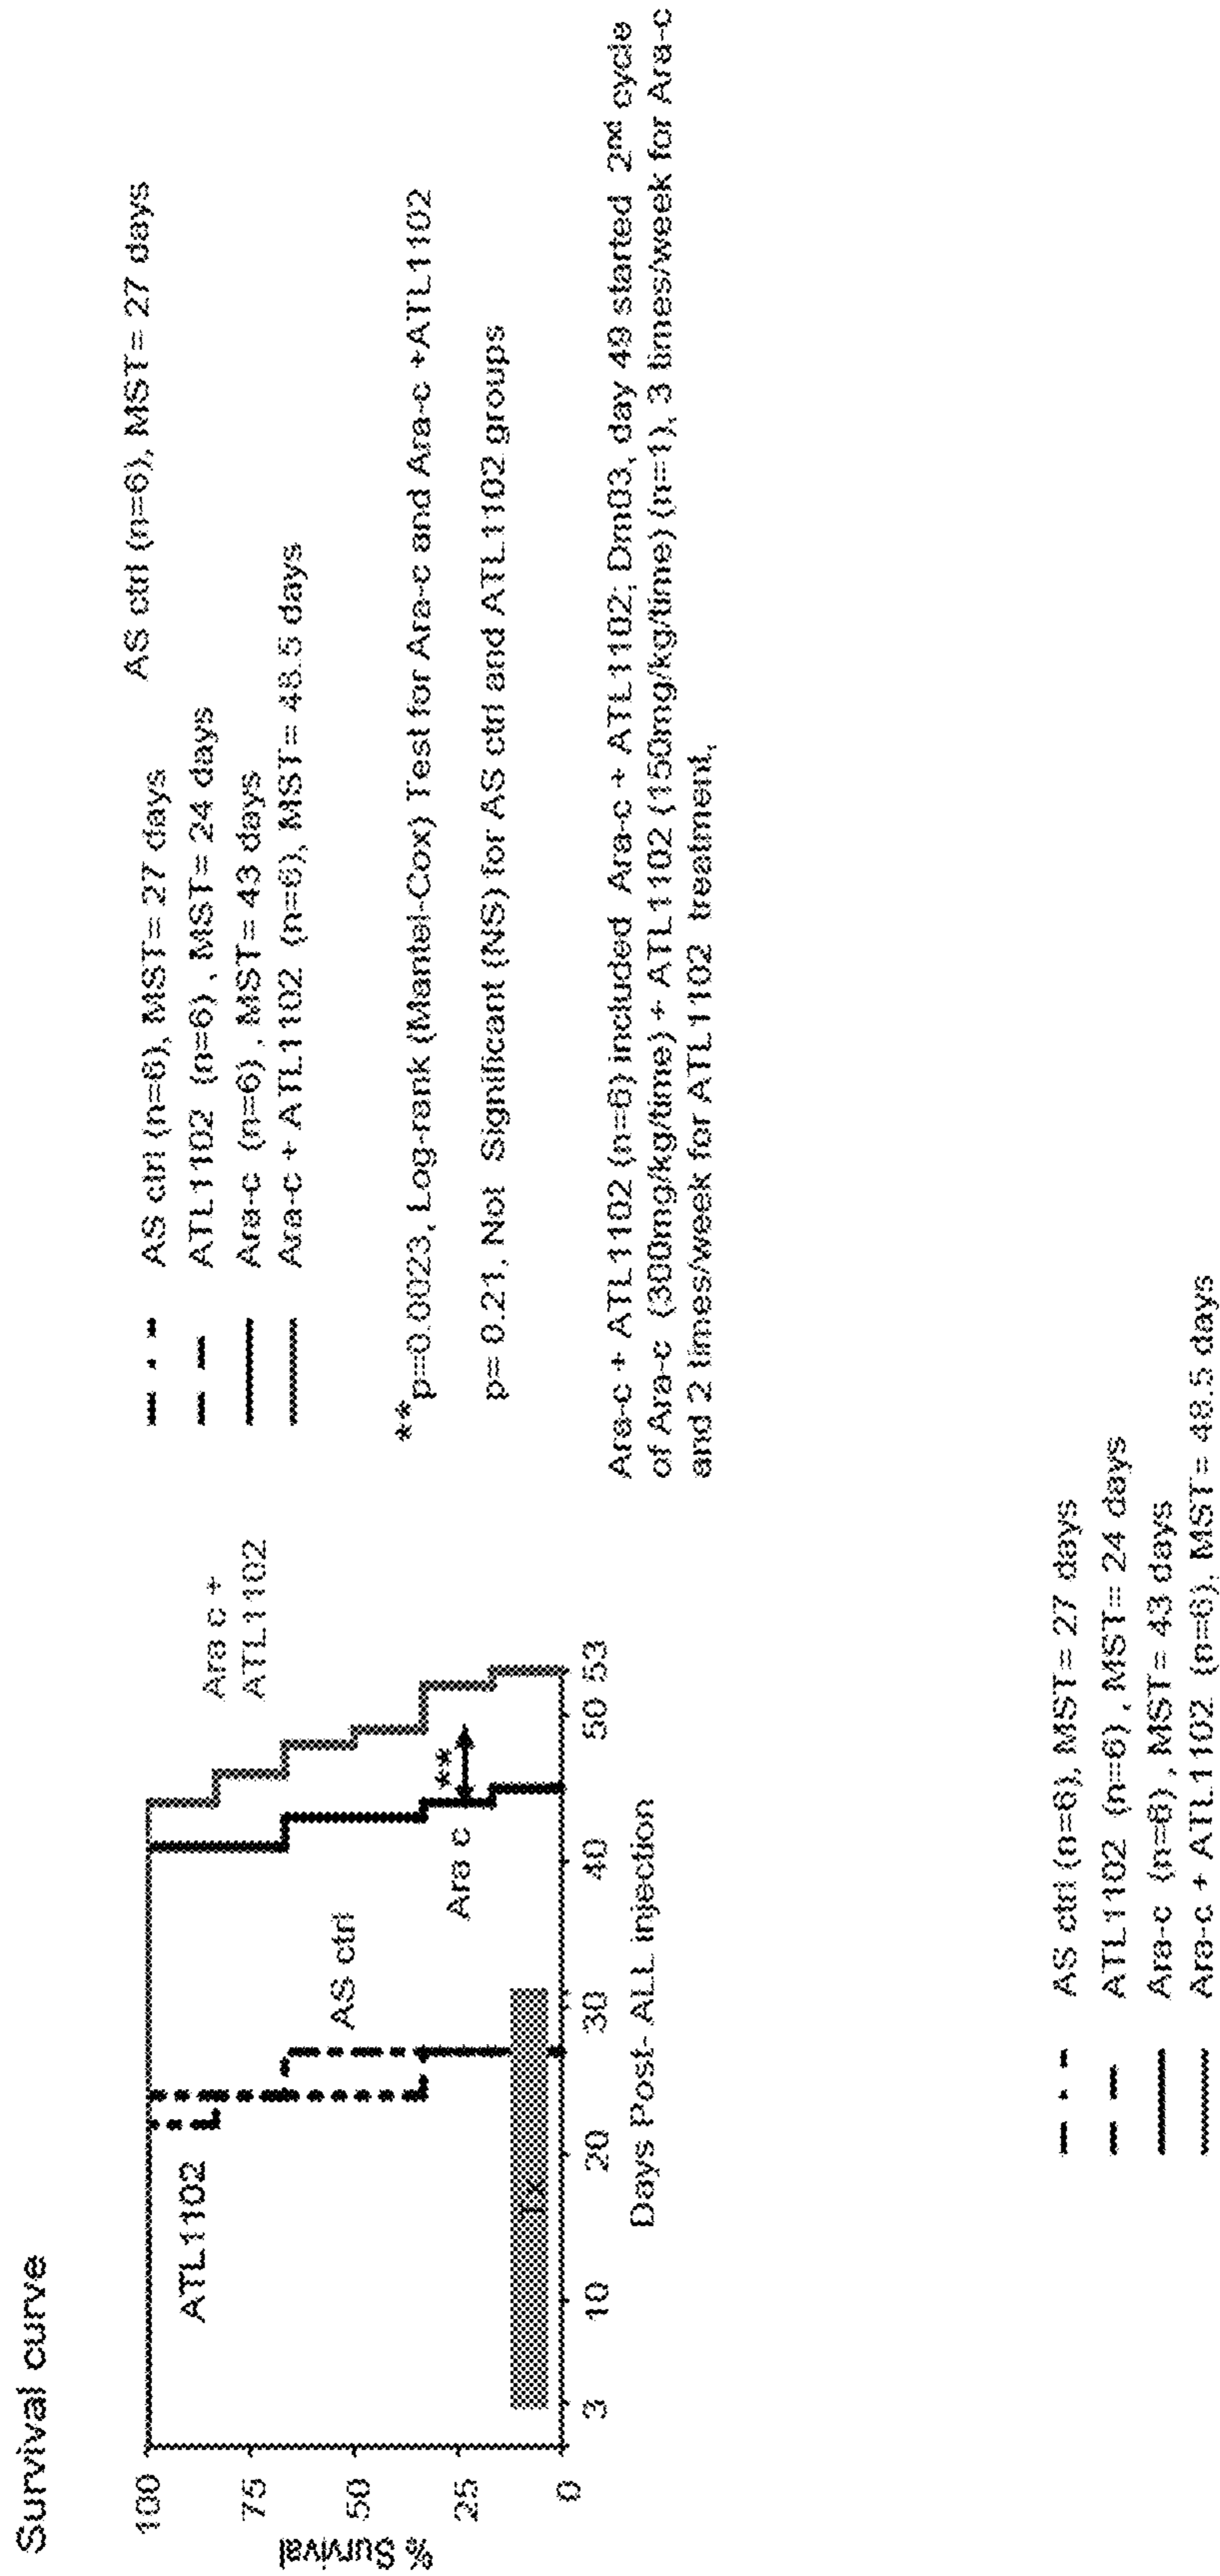 Survival curve
% Survival
100
75
50
25
0
ATL1102
AS ctrl
Ara c
**
Ara c +
ATL1102
Tx
3 10 20 30 40 50 53
Days Post- ALL injection
AS ctrl (n=6), MST= 27 days
ATL1102 (n=6) , MST= 24 days
Ara-c (n=6) , MST= 43 days
Ara-c + ATL1102 (n=6), MST= 48.5 days
AS ctrl (n=6), MST= 27 days
**p=0.0023, Log-rank (Mantel-Cox) Test for Ara-c and Ara-c +ATL1102
p= 0.21, Not Significant (NS) for AS ctrl and ATL1102 groups
Ara-c + ATL1102 (n=6) included Ara-c + ATL1102; Dm03, day 49 started 2nd cycle
of Ara-c (300mg/kg/time) + ATL1102 (150mg/kg/time) (n=1), 3 times/week for Ara-c
and 2 times/week for ATL1102 treatment.
AS ctrl (n=6), MST= 27 days
ATL1102 (n=6) , MST= 24 days
Ara-c (n=6) , MST= 43 days
Ara-c + ATL1102 (n=6), MST= 48.5 days